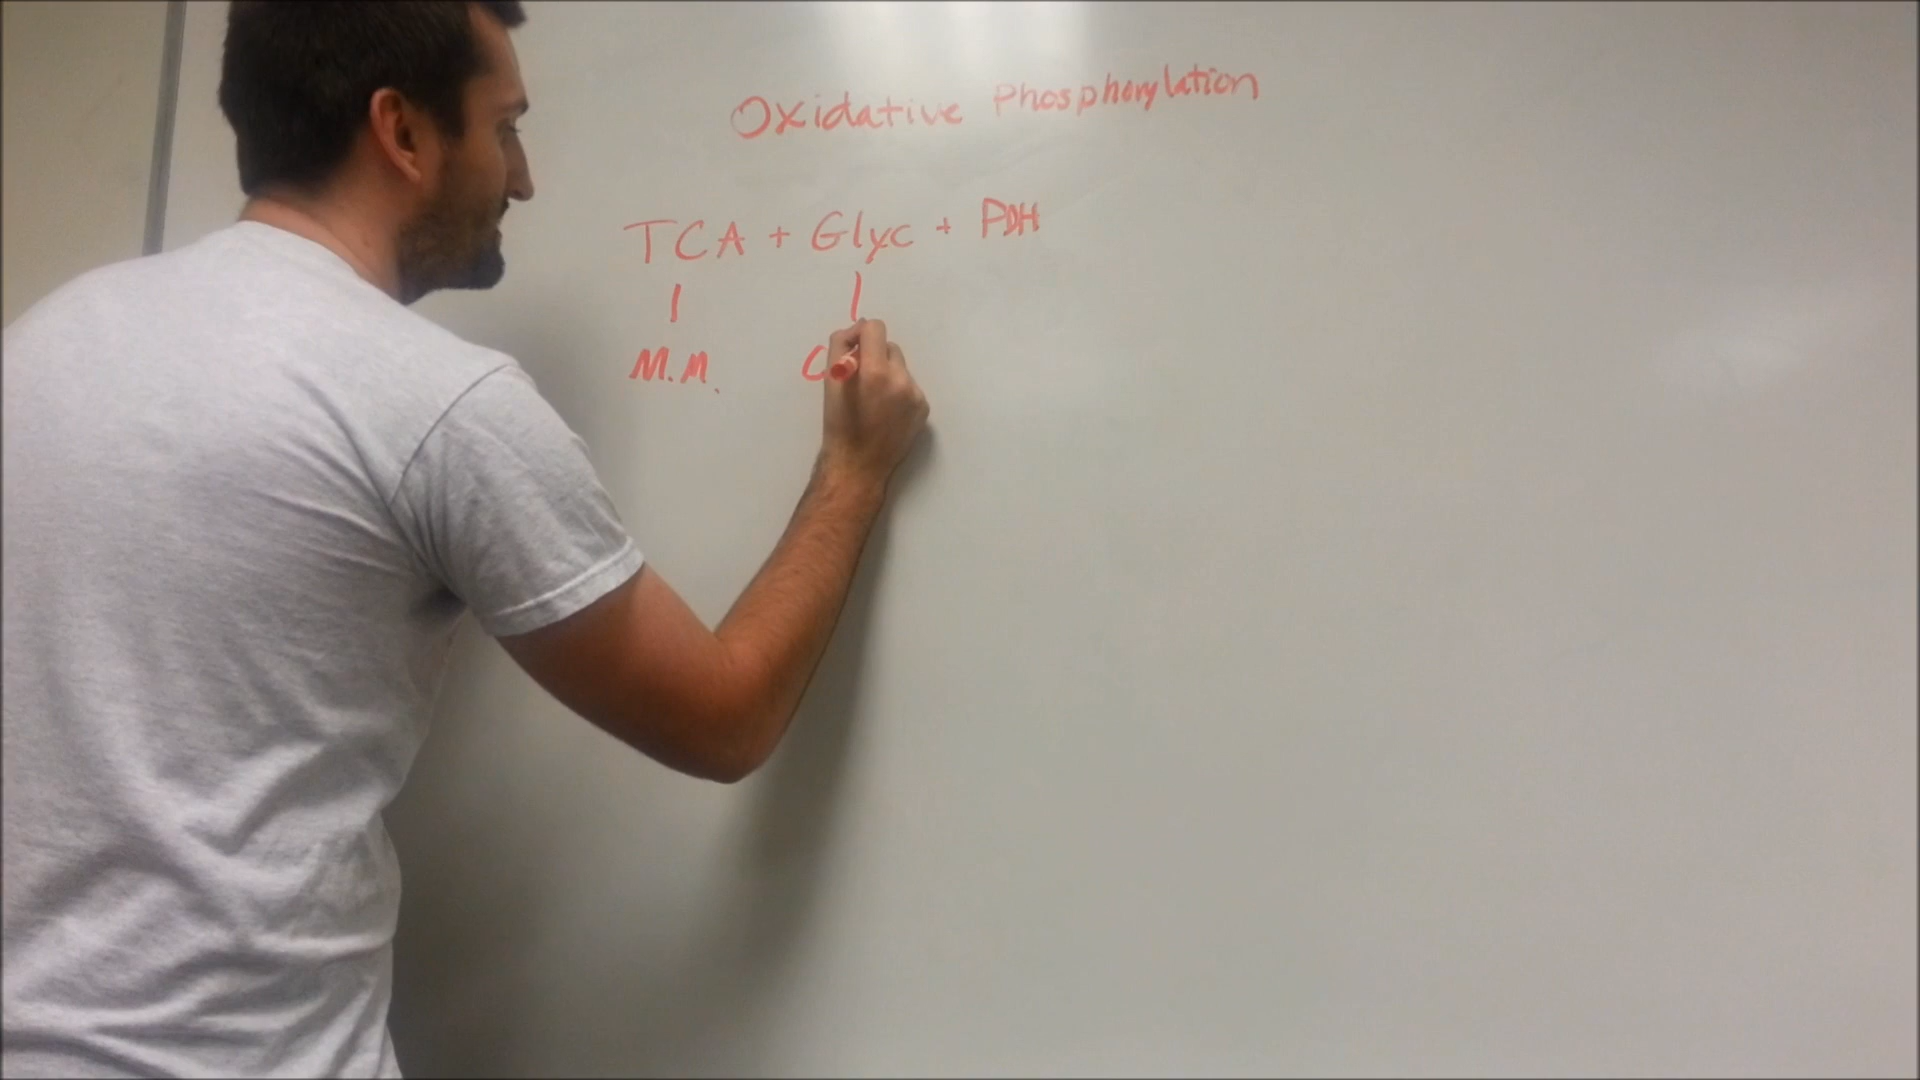 Oxidative Phosphorylation
TCA + Glyc + PDH
M.M.